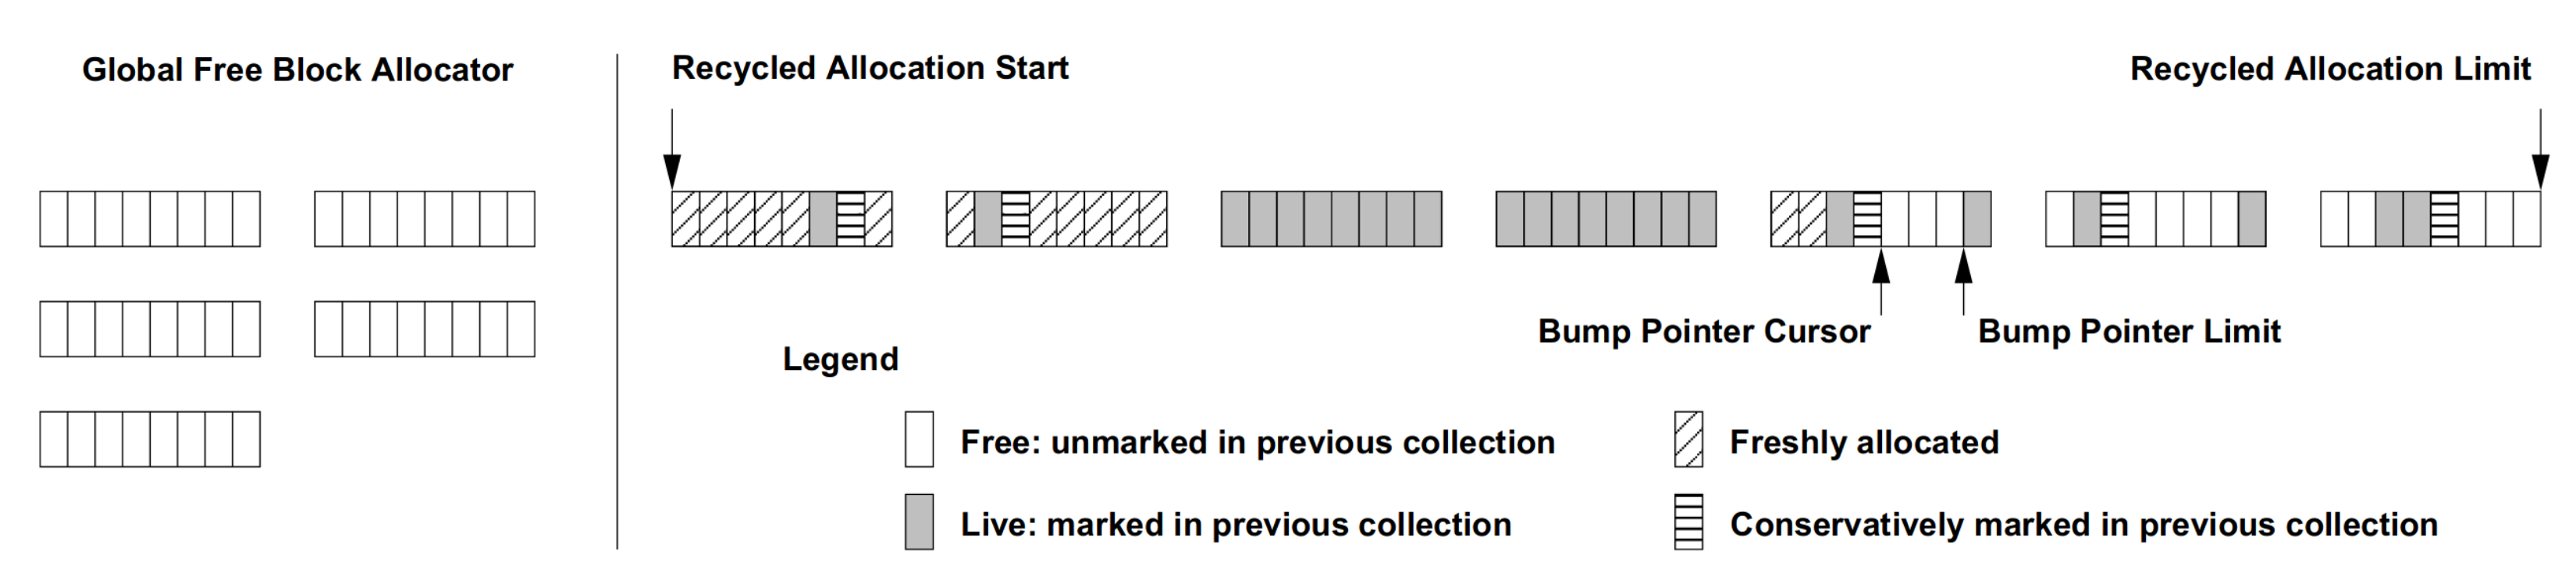 Global Free Block Allocator
Recycled Allocation Start
Recycled Allocation Limit
Bump Pointer Cursor
Bump Pointer Limit
Legend
Free: unmarked in previous collection
Freshly allocated
Live: marked in previous collection
Conservatively marked in previous collection